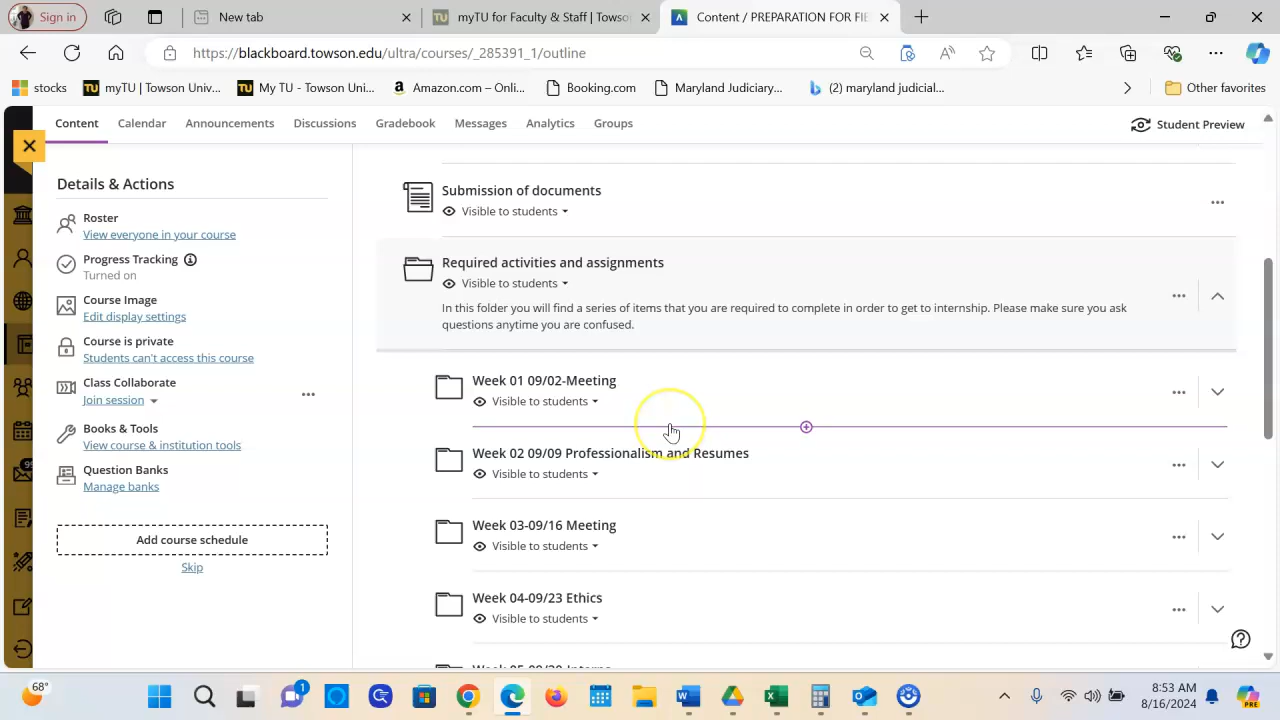 New tab
myTU for Faculty & Staff | Towson
Content / PREPARATION FOR FIE
https://blackboard.towson.edu/ultra/courses/_285391_1/outline
stocks
myTU | Towson Univ...
My TU - Towson Uni...
Amazon.com – Onli...
Booking.com
Maryland Judiciary...
(2) maryland judicial...
Other favorites
Content
Calendar
Announcements
Discussions
Gradebook
Messages
Analytics
Groups
Student Preview
Details & Actions
Roster
View everyone in your course
Progress Tracking
Turned on
Course Image
Edit display settings
Course is private
Students can't access this course
Class Collaborate
Join session
Books & Tools
View course & institution tools
Question Banks
Manage banks
Add course schedule
Skip
Submission of documents
Visible to students
Required activities and assignments
Visible to students
In this folder you will find a series of items that you are required to complete in order to get to internship. Please make sure you ask
questions anytime you are confused.
Week 01 09/02-Meeting
Visible to students
Week 02 09/09 Professionalism and Resumes
Visible to students
Week 03-09/16 Meeting
Visible to students
Week 04-09/23 Ethics
Visible to students
68°
1
8:53 AM
8/16/2024
PRE